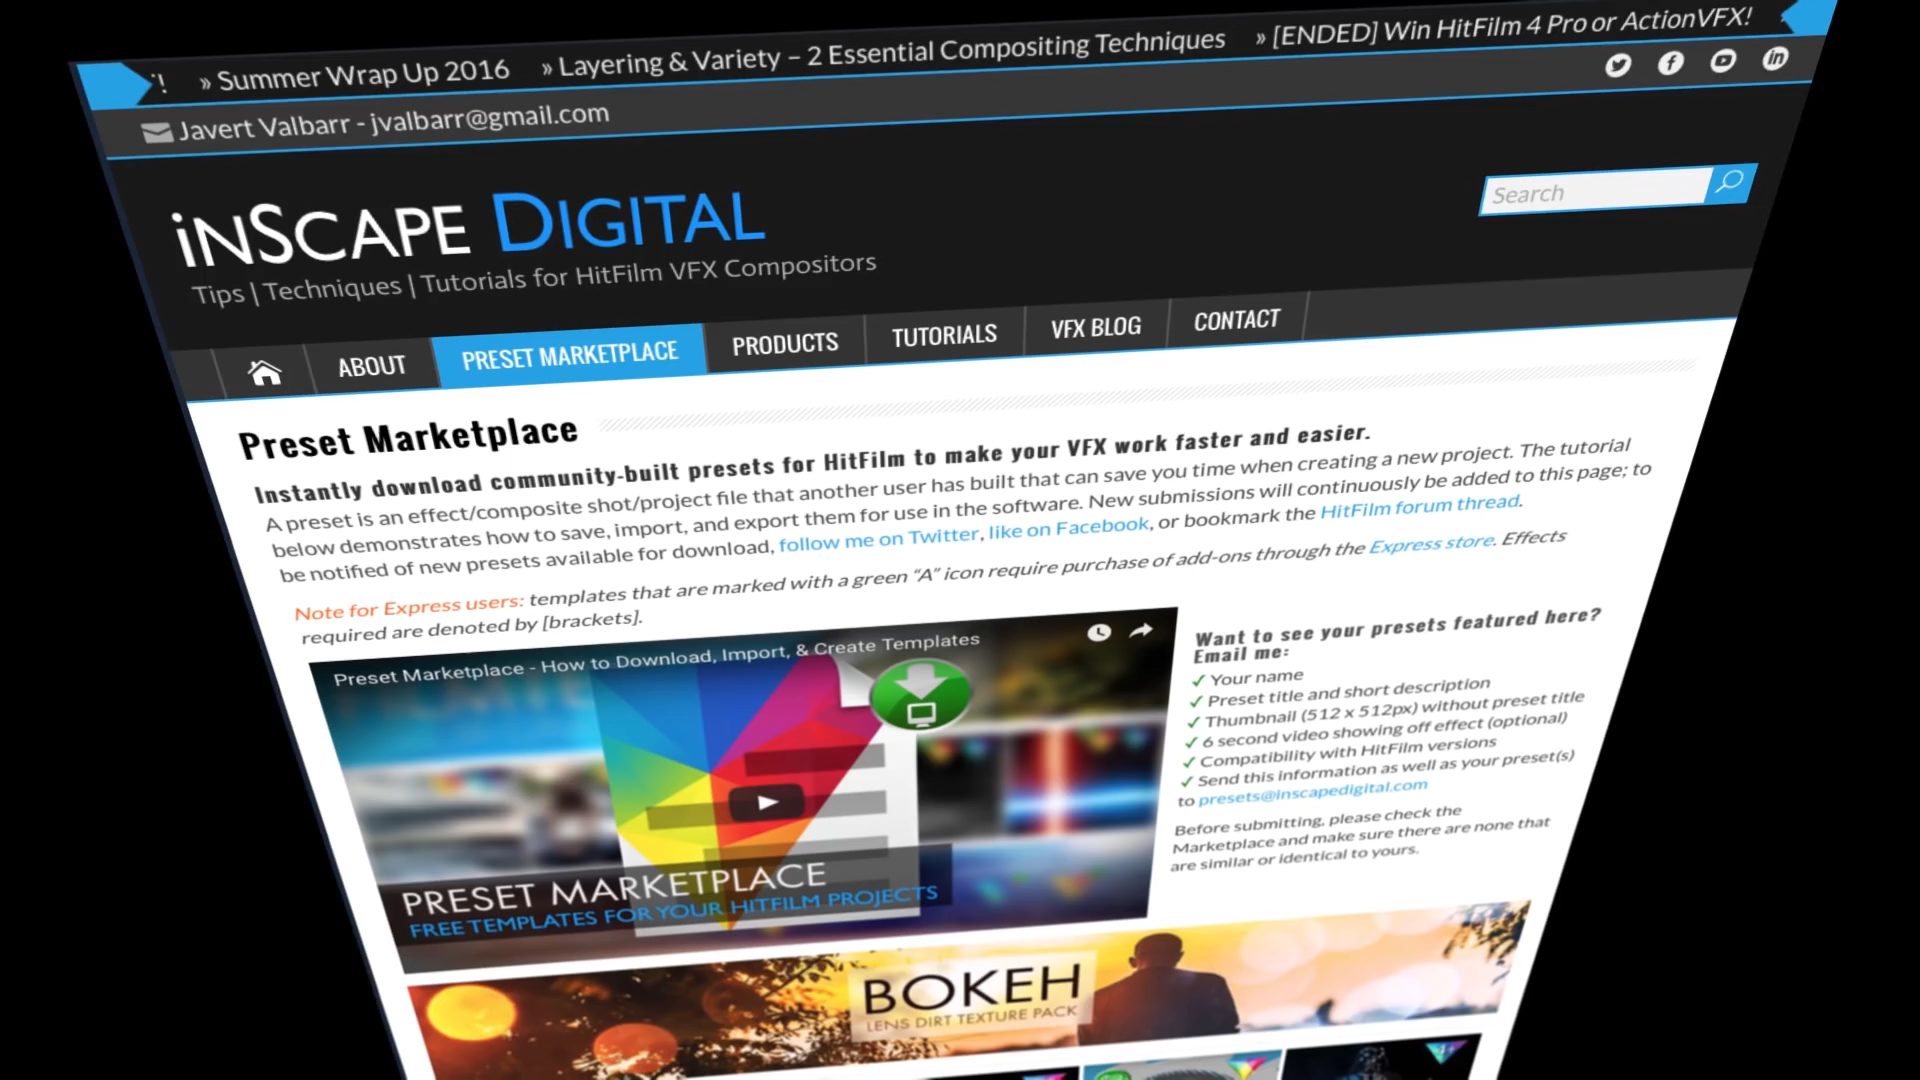 '!
» Summer Wrap Up 2016 » Layering & Variety – 2 Essential Compositing Techniques » [ENDED] Win HitFilm 4 Pro or ActionVFX!
Javert Valbarr - jvalbarr@gmail.com
iNSCAPE DIGITAL
Tips | Techniques | Tutorials for HitFilm VFX Compositors
Search
ABOUT PRESET MARKETPLACE PRODUCTS TUTORIALS VFX BLOG CONTACT
Preset Marketplace
Instantly download community-built presets for HitFilm to make your VFX work faster and easier.
A preset is an effect/composite shot/project file that another user has built that can save you time when creating a new project. The tutorial
below demonstrates how to save, import, and export them for use in the software. New submissions will continuously be added to this page; to
be notified of new presets available for download, follow me on Twitter, like on Facebook, or bookmark the HitFilm forum thread.
Note for Express users: templates that are marked with a green “A” icon require purchase of add-ons through the Express store. Effects
required are denoted by [brackets].
Preset Marketplace - How to Download, Import, & Create Templates
PRESET MARKETPLACE
FREE TEMPLATES FOR YOUR HITFILM PROJECTS
Want to see your presets featured here?
Email me:
✓ Your name
✓ Preset title and short description
✓ Thumbnail (512 x 512px) without preset title
✓ 6 second video showing off effect (optional)
✓ Compatibility with HitFilm versions
✓ Send this information as well as your preset(s)
to presets@inscapedigital.com
Before submitting, please check the
Marketplace and make sure there are none that
are similar or identical to yours.
BOKEH
LENS DIRT TEXTURE PACK